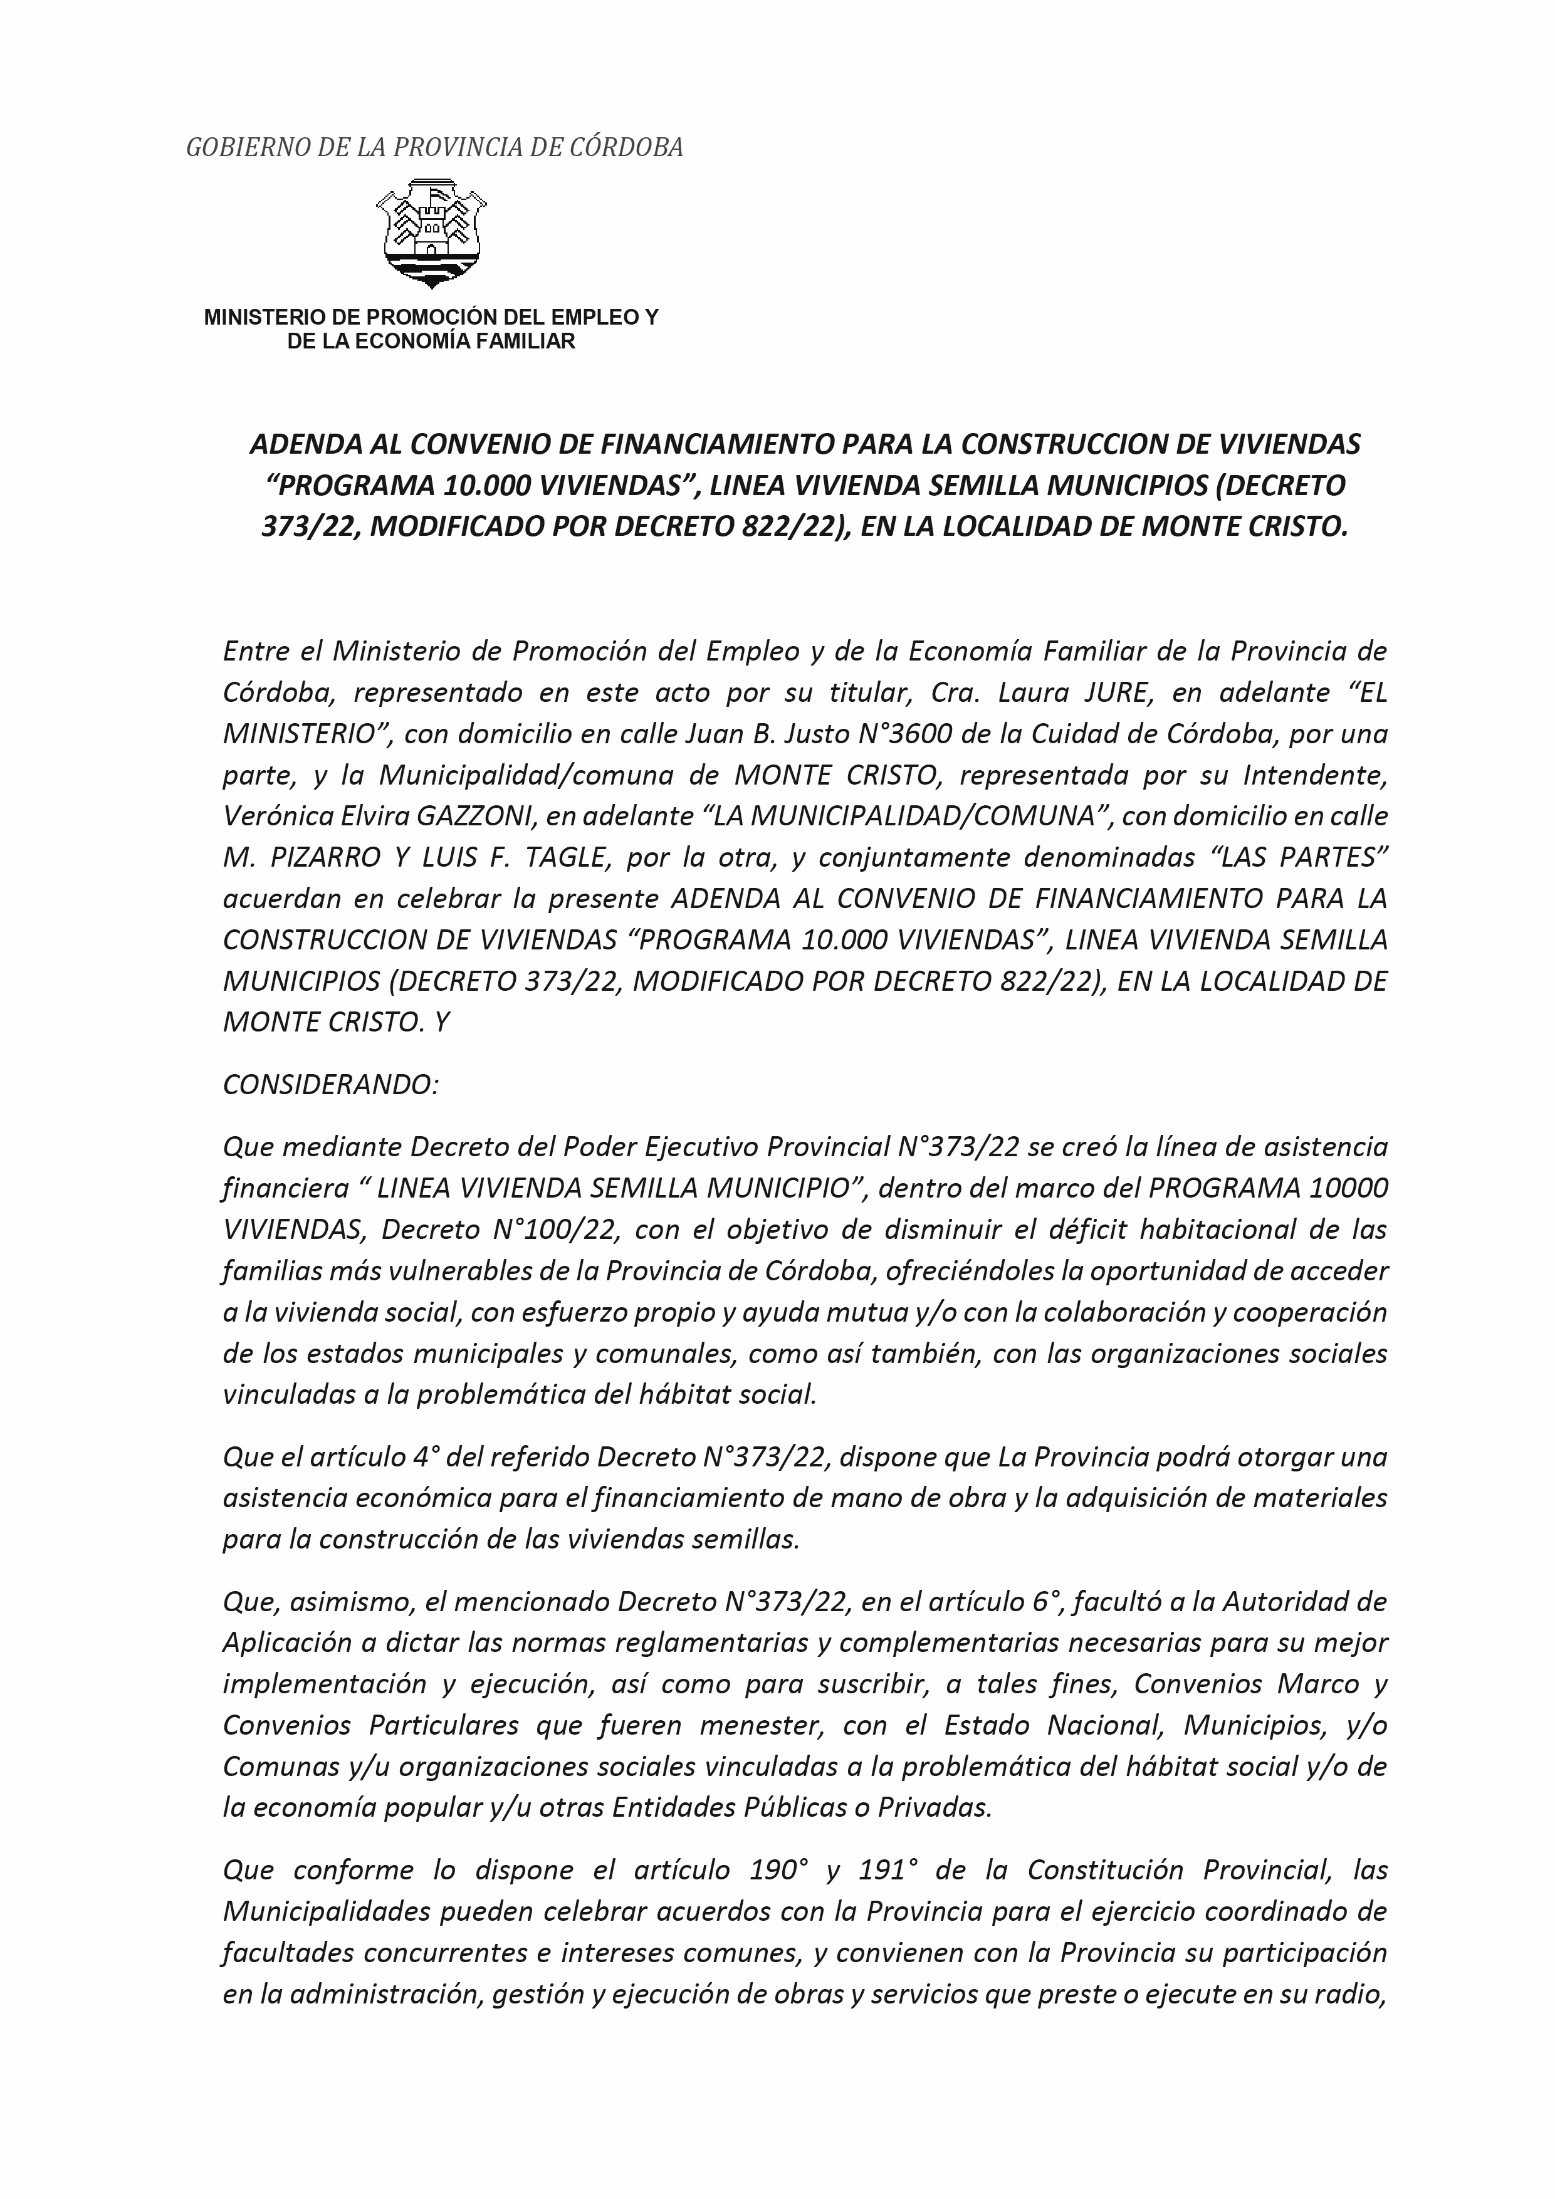 GOBIERNO DE LA PROVINCIA DE CÓRDOBA
MINISTERIO DE PROMOCIÓN DEL EMPLEO Y
DE LA ECONOMÍA FAMILIAR
ADENDA AL CONVENIO DE FINANCIAMIENTO PARA LA CONSTRUCCION DE VIVIENDAS
“PROGRAMA 10.000 VIVIENDAS”, LINEA VIVIENDA SEMILLA MUNICIPIOS (DECRETO
373/22, MODIFICADO POR DECRETO 822/22), EN LA LOCALIDAD DE MONTE CRISTO.
Entre el Ministerio de Promoción del Empleo y de la Economía Familiar de la Provincia de
Córdoba, representado en este acto por su titular, Cra. Laura JURE, en adelante “EL
MINISTERIO”, con domicilio en calle Juan B. Justo N°3600 de la Cuidad de Córdoba, por una
parte, y la Municipalidad/comuna de MONTE CRISTO, representada por su Intendente,
Verónica Elvira GAZZONI, en adelante “LA MUNICIPALIDAD/COMUNA”, con domicilio en calle
M. PIZARRO Y LUIS F. TAGLE, por la otra, y conjuntamente denominadas “LAS PARTES”
acuerdan en celebrar la presente ADENDA AL CONVENIO DE FINANCIAMIENTO PARA LA
CONSTRUCCION DE VIVIENDAS “PROGRAMA 10.000 VIVIENDAS”, LINEA VIVIENDA SEMILLA
MUNICIPIOS (DECRETO 373/22, MODIFICADO POR DECRETO 822/22), EN LA LOCALIDAD DE
MONTE CRISTO. Y
CONSIDERANDO:
Que mediante Decreto del Poder Ejecutivo Provincial N°373/22 se creó la línea de asistencia
financiera “ LINEA VIVIENDA SEMILLA MUNICIPIO”, dentro del marco del PROGRAMA 10000
VIVIENDAS, Decreto N°100/22, con el objetivo de disminuir el déficit habitacional de las
familias más vulnerables de la Provincia de Córdoba, ofreciéndoles la oportunidad de acceder
a la vivienda social, con esfuerzo propio y ayuda mutua y/o con la colaboración y cooperación
de los estados municipales y comunales, como así también, con las organizaciones sociales
vinculadas a la problemática del hábitat social.
Que el artículo 4° del referido Decreto N°373/22, dispone que La Provincia podrá otorgar una
asistencia económica para el financiamiento de mano de obra y la adquisición de materiales
para la construcción de las viviendas semillas.
Que, asimismo, el mencionado Decreto N°373/22, en el artículo 6°, facultó a la Autoridad de
Aplicación a dictar las normas reglamentarias y complementarias necesarias para su mejor
implementación y ejecución, así como para suscribir, a tales fines, Convenios Marco y
Convenios Particulares que fueren menester, con el Estado Nacional, Municipios, y/o
Comunas y/u organizaciones sociales vinculadas a la problemática del hábitat social y/o de
la economía popular y/u otras Entidades Públicas o Privadas.
Que conforme lo dispone el artículo 190° y 191° de la Constitución Provincial, las
Municipalidades pueden celebrar acuerdos con la Provincia para el ejercicio coordinado de
facultades concurrentes e intereses comunes, y convienen con la Provincia su participación
en la administración, gestión y ejecución de obras y servicios que preste o ejecute en su radio,